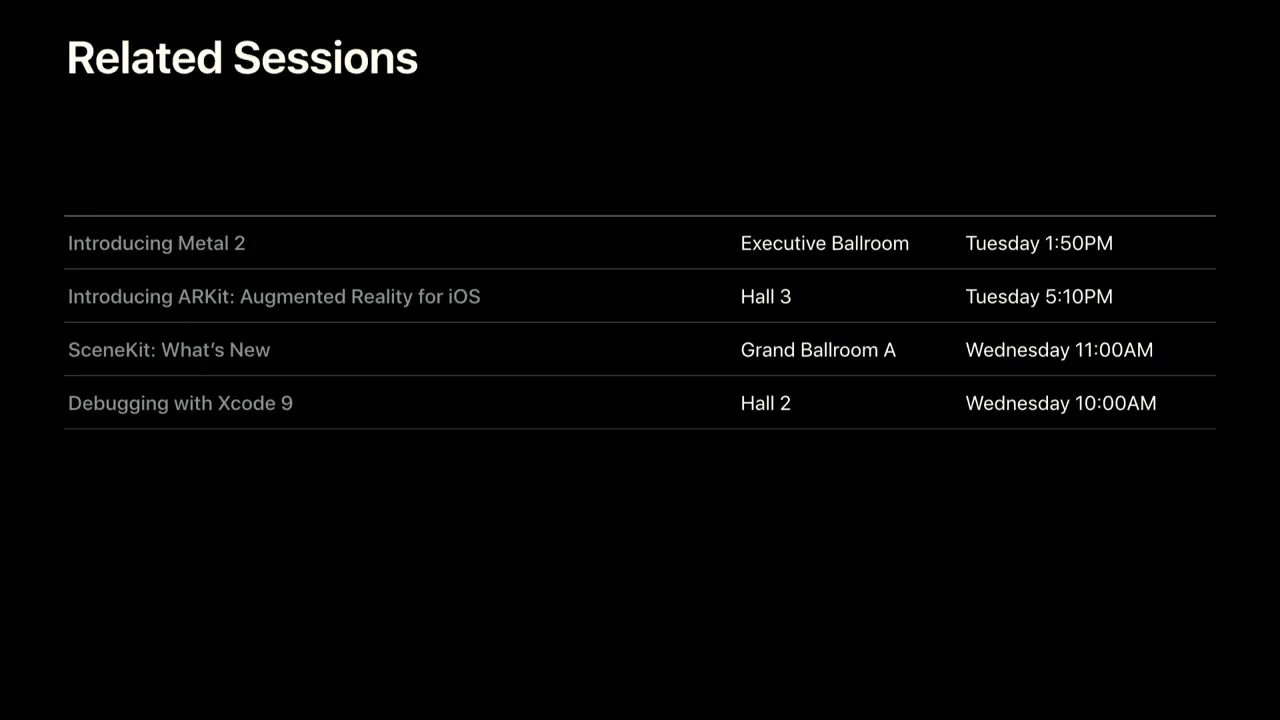 Related Sessions
Introducing Metal 2 Executive Ballroom Tuesday 1:50PM
Introducing ARKit: Augmented Reality for iOS Hall 3 Tuesday 5:10PM
SceneKit: What’s New Grand Ballroom A Wednesday 11:00AM
Debugging with Xcode 9 Hall 2 Wednesday 10:00AM